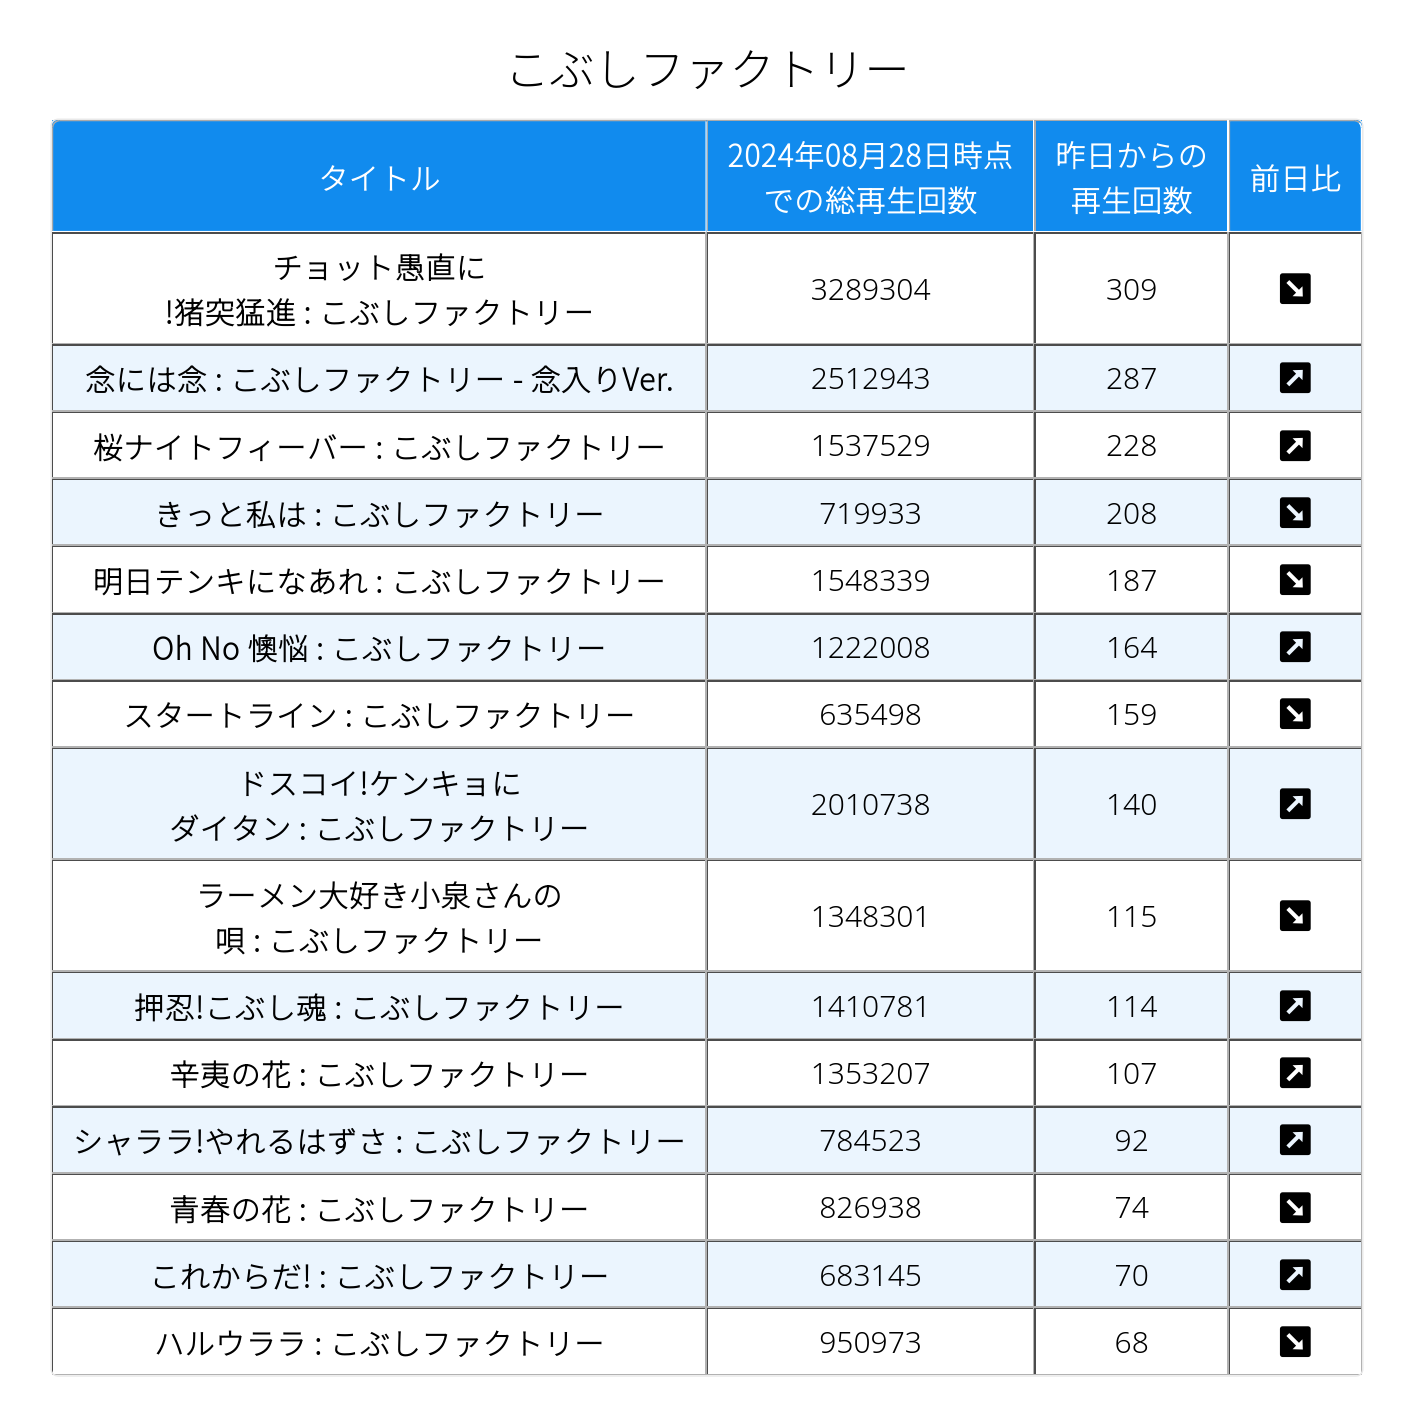 こぶしファクトリー
タイトル
2024年08月28日時点
での総再生回数
昨日からの
再生回数
前日比
チョット愚直に
!猪突猛進 : こぶしファクトリー
3289304
309
念には念 : こぶしファクトリー - 念入りVer.
2512943
287
桜ナイトフィーバー : こぶしファクトリー
1537529
228
きっと私は : こぶしファクトリー
719933
208
明日テンキになあれ : こぶしファクトリー
1548339
187
Oh No 懊悩 : こぶしファクトリー
1222008
164
スタートライン : こぶしファクトリー
635498
159
ドスコイ!ケンキョに
ダイタン : こぶしファクトリー
2010738
140
ラーメン大好き小泉さんの
唄 : こぶしファクトリー
1348301
115
押忍!こぶし魂 : こぶしファクトリー
1410781
114
辛夷の花 : こぶしファクトリー
1353207
107
シャララ!やれるはずさ : こぶしファクトリー
784523
92
青春の花 : こぶしファクトリー
826938
74
これからだ! : こぶしファクトリー
683145
70
ハルウララ : こぶしファクトリー
950973
68